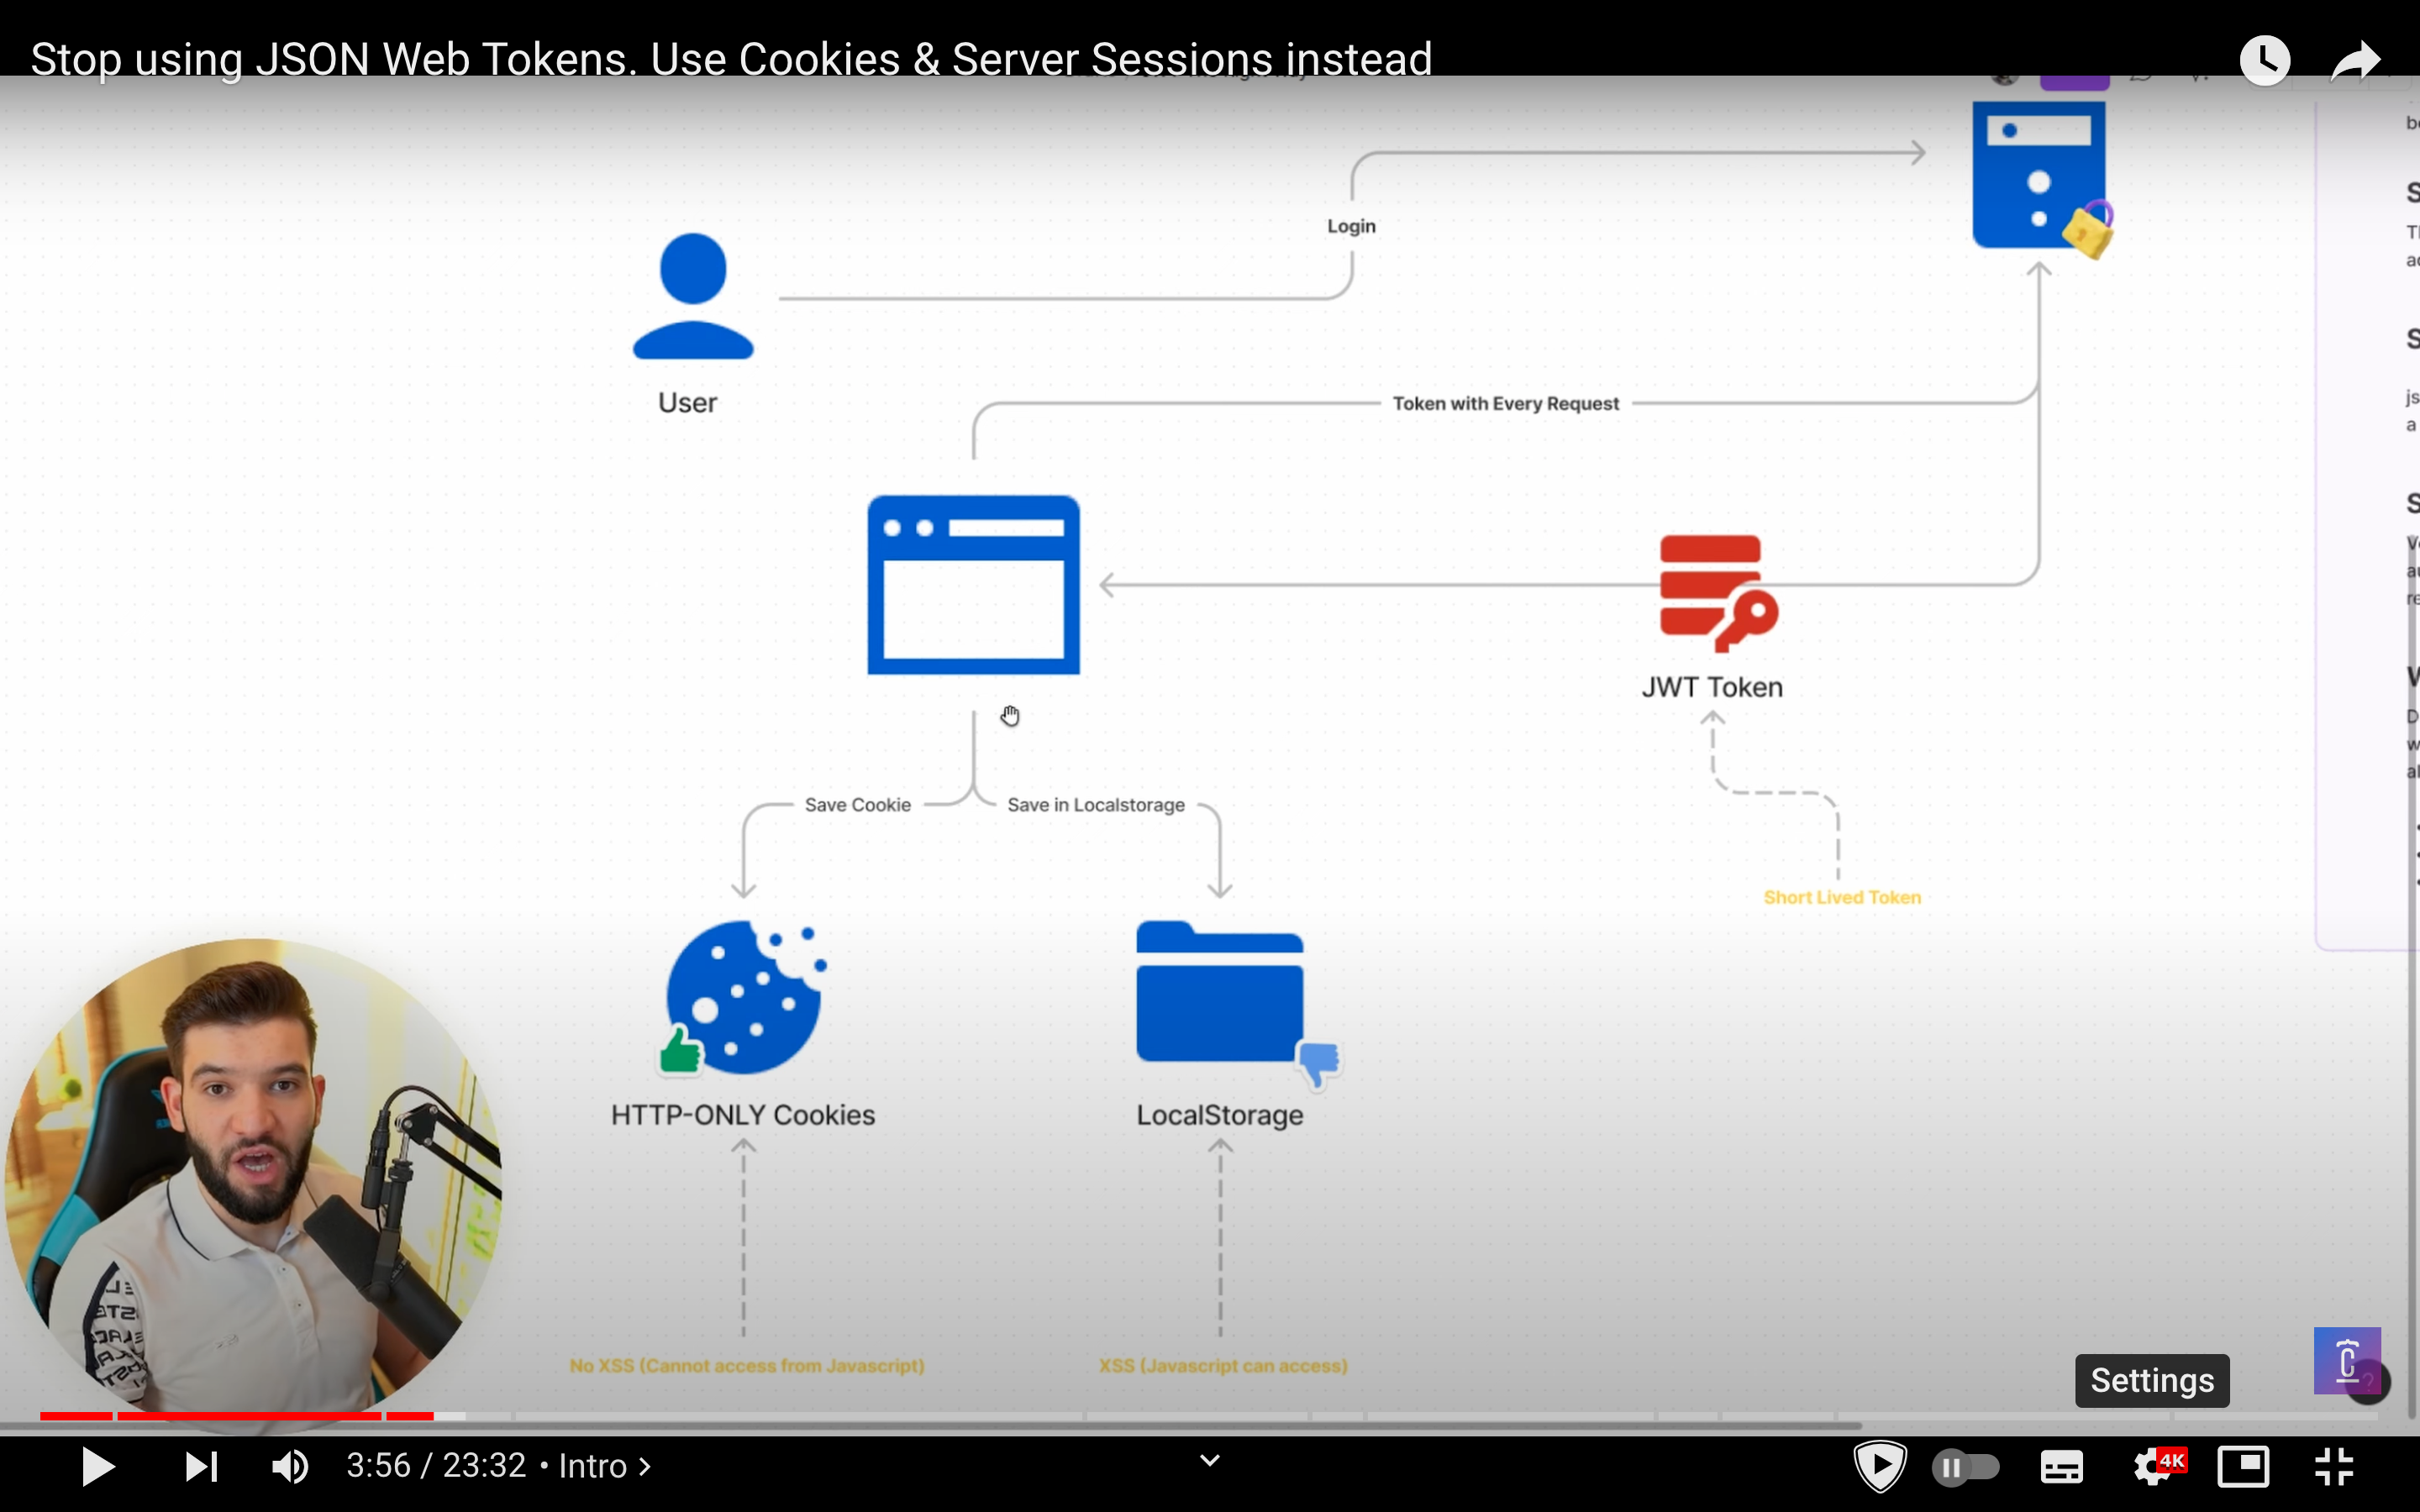 Stop using JSON Web Tokens. Use Cookies & Server Sessions instead
Login
User
Token with Every Request
JWT Token
Save Cookie
Save in Localstorage
Short Lived Token
HTTP-ONLY Cookies
LocalStorage
No XSS (Cannot access from Javascript)
XSS (Javascript can access)
Settings
3:56 / 23:32 • Intro
4K